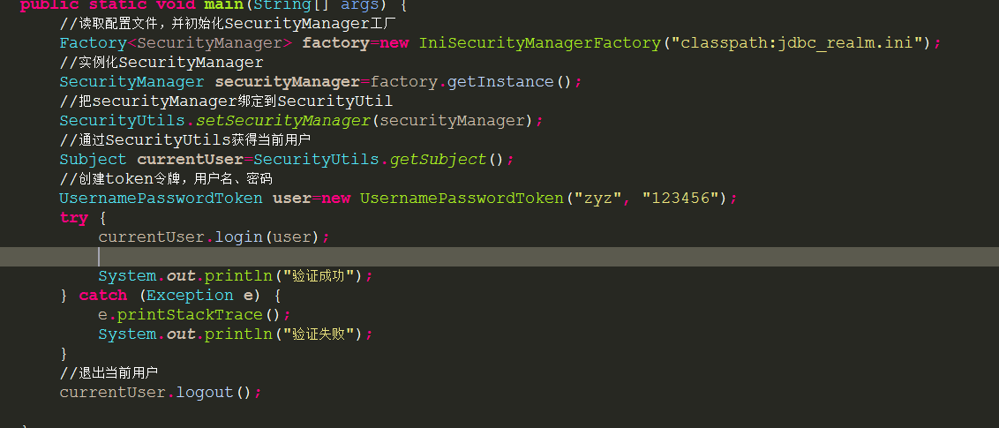 public static void main(String[] args) {
//读取配置文件，并初始化SecurityManager工厂
Factory<SecurityManager> factory=new IniSecurityManagerFactory("classpath:jdbc_realm.ini");
//实例化SecurityManager
SecurityManager securityManager=factory.getInstance();
//把securityManager绑定到SecurityUtil
SecurityUtils.setSecurityManager(securityManager);
//通过SecurityUtils获得当前用户
Subject currentUser=SecurityUtils.getSubject();
//创建token令牌，用户名、密码
UsernamePasswordToken user=new UsernamePasswordToken("zyz", "123456");
try {
currentUser.login(user);
System.out.println("验证成功");
} catch (Exception e) {
e.printStackTrace();
System.out.println("验证失败");
}
//退出当前用户
currentUser.logout();
}